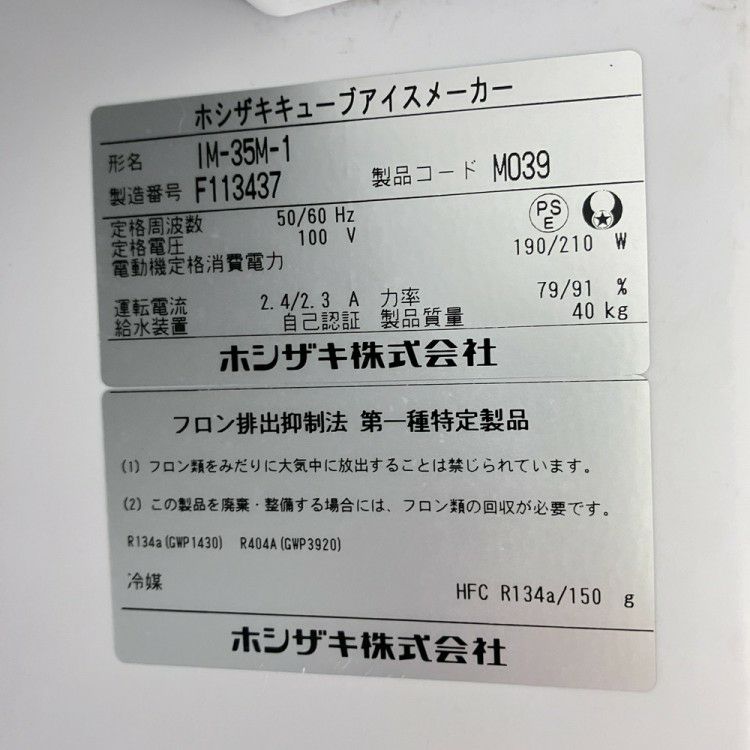 ホシザキキューブアイスメーカー
形名 IM-35M-1
製造番号 F113437 製品コード M039
定格周波数 50/60 Hz
PS E
定格電圧 100 V
電動機定格消費電力 190/210 W
運転電流 2.4/2.3 A 力率 79/91 %
給水装置 自己認証 製品質量 40 kg
ホシザキ株式会社
フロン排出抑制法 第一種特定製品
(1) フロン類をみだりに大気中に放出することは禁じられています。
(2) この製品を廃棄・整備する場合には、フロン類の回収が必要です。
R134a(GWP1430) R404A(GWP3920)
冷媒 HFC R134a/150 g
ホシザキ株式会社